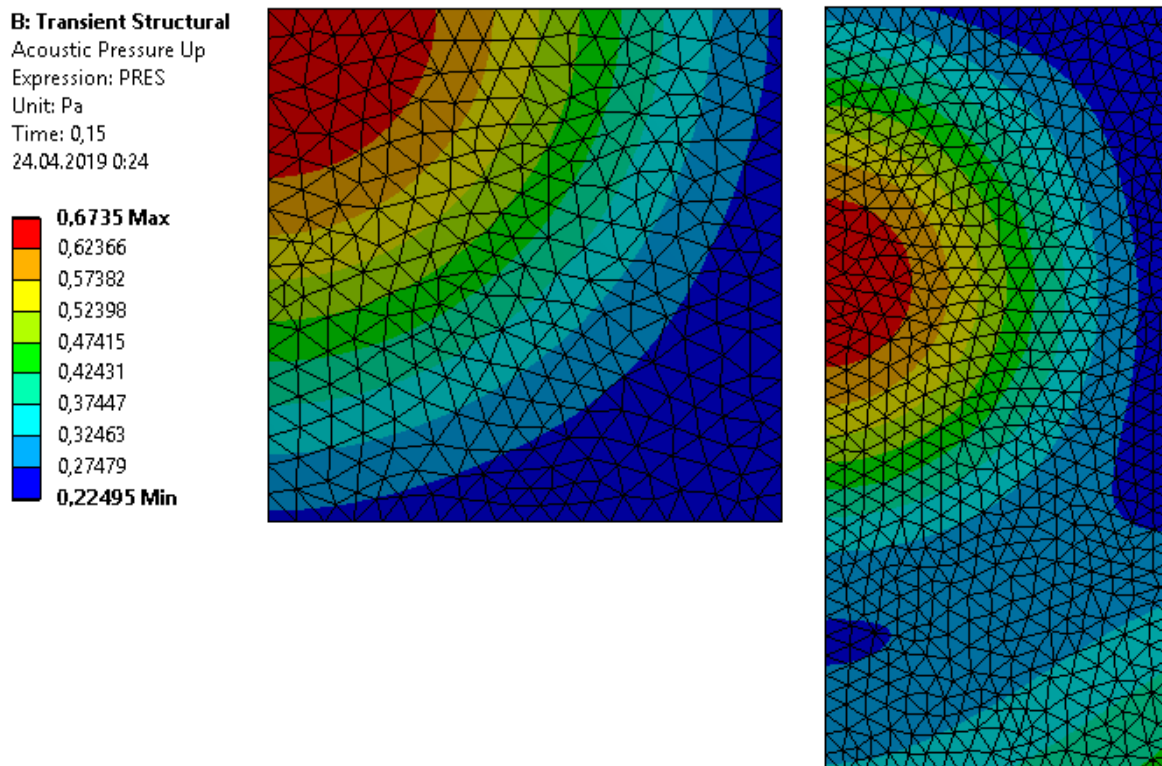 B: Transient Structural
Acoustic Pressure Up
Expression: PRES
Unit: Pa
Time: 0,15
24.04.2019 0:24
0,6735 Max
0,62366
0,57382
0,52398
0,47415
0,42431
0,37447
0,32463
0,27479
0,22495 Min